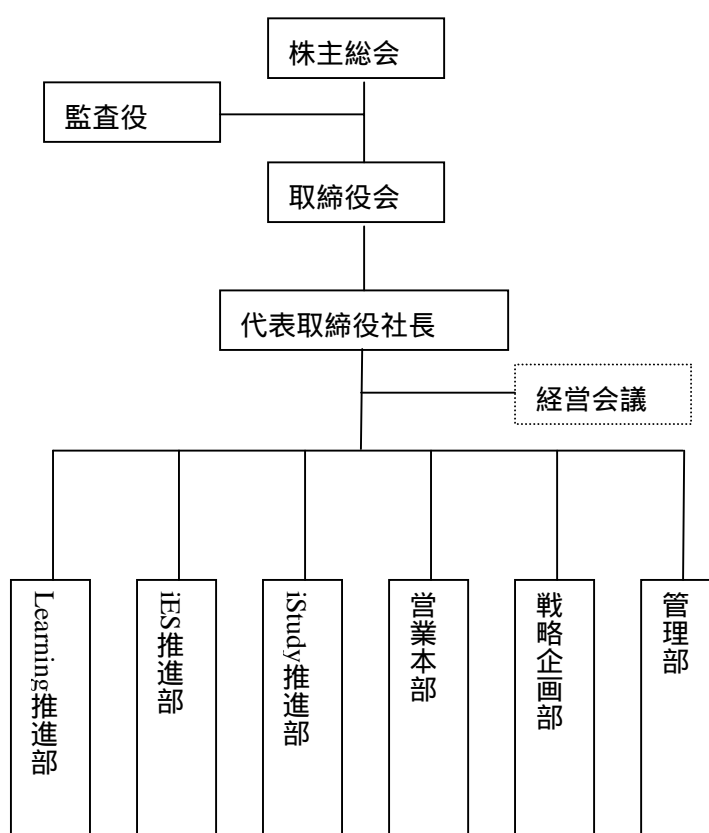 株主総会
監査役
取締役会
代表取締役社長
経営会議
Learning推進部
iES推進部
iStudy推進部
営業本部
戦略企画部
管理部